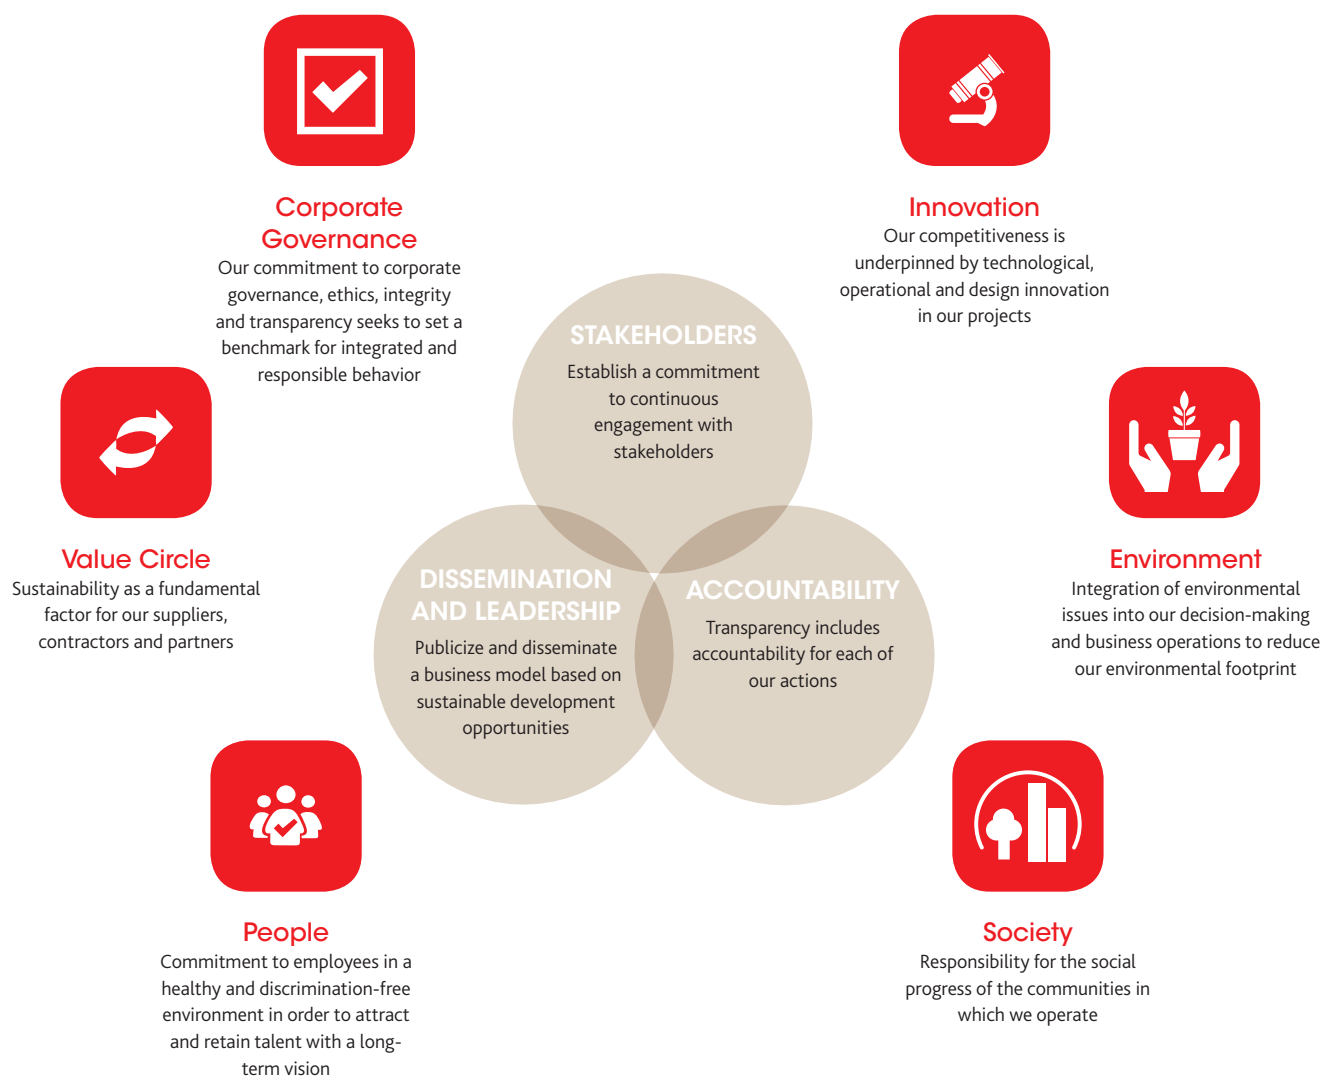 Corporate
Governance
Our commitment to corporate
governance, ethics, integrity
and transparency seeks to set a
benchmark for integrated and
responsible behavior
Innovation
Our competitiveness is
underpinned by technological,
operational and design innovation
in our projects
STAKEHOLDERS
Establish a commitment
to continuous
engagement with
stakeholders
Value Circle
Sustainability as a fundamental
factor for our suppliers,
contractors and partners
DISSEMINATION
AND LEADERSHIP
Publicize and disseminate
a business model based on
sustainable development
opportunities
ACCOUNTABILITY
Transparency includes
accountability for each of
our actions
Environment
Integration of environmental
issues into our decision-making
and business operations to reduce
our environmental footprint
People
Commitment to employees in a
healthy and discrimination-free
environment in order to attract
and retain talent with a long-
term vision
Society
Responsibility for the social
progress of the communities in
which we operate